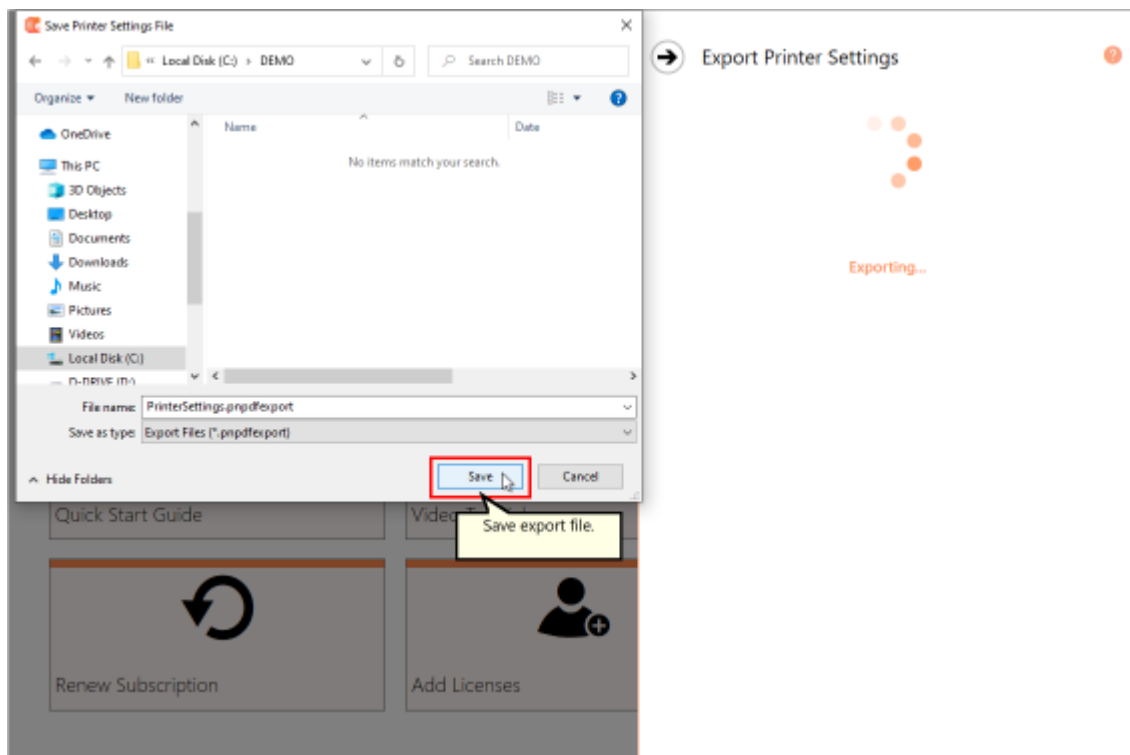 Save Printer Settings File
« Local Disk (C:) › DEMO
Search DEMO
Organize
New folder
OneDrive
This PC
3D Objects
Desktop
Documents
Downloads
Music
Pictures
Videos
Local Disk (C:)
D-DRIVE (D:)
Name
Date
No items match your search.
File name: PrinterSettings.pnpdfexport
Save as type: Export Files (*.pnpdfexport)
Hide Folders
Save
Cancel
Save export file.
Quick Start Guide
Video
Renew Subscription
Add Licenses
Export Printer Settings
?
Exporting...